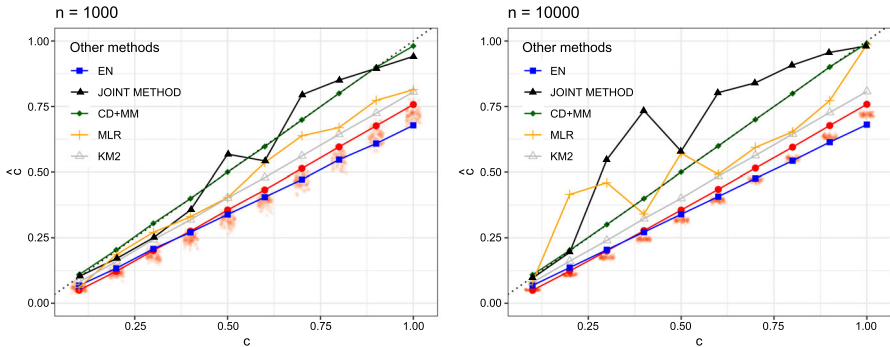 n = 1000
1.00
0.75
0.50
0.25
0.00
ĉ
Other methods
EN
JOINT METHOD
CD+MM
MLR
KM2
0.25
0.50
0.75
1.00
c
n = 10000
1.00
0.75
0.50
0.25
0.00
ĉ
Other methods
EN
JOINT METHOD
CD+MM
MLR
KM2
0.25
0.50
0.75
1.00
c